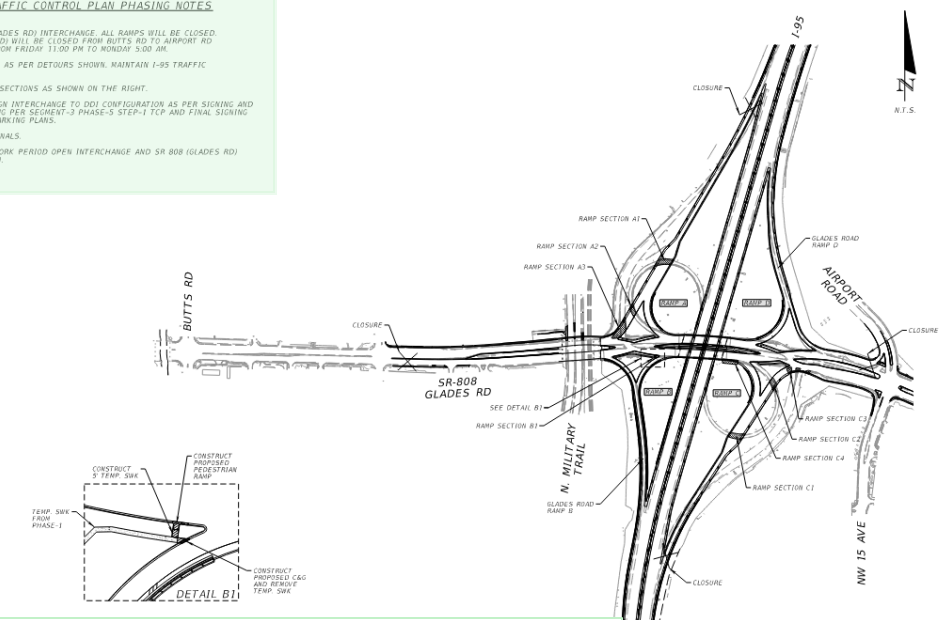 AFFIC CONTROL PLAN PHASING NOTES
ADES RD) INTERCHANGE, ALL RAMPS WILL BE CLOSED.
D) WILL BE CLOSED FROM BUTTS RD TO AIRPORT RD
OM FRIDAY 11:00 PM TO MONDAY 5:00 AM.
AS PER DETOURS SHOWN. MAINTAIN I-95 TRAFFIC
SECTIONS AS SHOWN ON THE RIGHT.
GN INTERCHANGE TO DDI CONFIGURATION AS PER SIGNING AND
G PER SEGMENT-3 PHASE-5 STEP-1 TCP AND FINAL SIGNING
ARKING PLANS.
NALS.
ORK PERIOD OPEN INTERCHANGE AND SR 808 (GLADES RD)
I-95
N
N.T.S.
CLOSURE
RAMP SECTION A1
RAMP SECTION A2
RAMP SECTION A3
GLADES ROAD
RAMP D
AIRPORT
ROAD
CLOSURE
RAMP A
RAMP D
BUTTS RD
CLOSURE
SR-808
GLADES RD
SEE DETAIL B1
RAMP SECTION B1
RAMP B
RAMP C
RAMP SECTION C3
RAMP SECTION C2
RAMP SECTION C4
RAMP SECTION C1
N. MILITARY
TRAIL
GLADES ROAD
RAMP B
NW 15 AVE
CLOSURE
CONSTRUCT
PROPOSED
PEDESTRIAN
RAMP
CONSTRUCT
5' TEMP. SWK
TEMP. SWK
FROM
PHASE-1
CONSTRUCT
PROPOSED C&G
AND REMOVE
TEMP. SWK
DETAIL B1